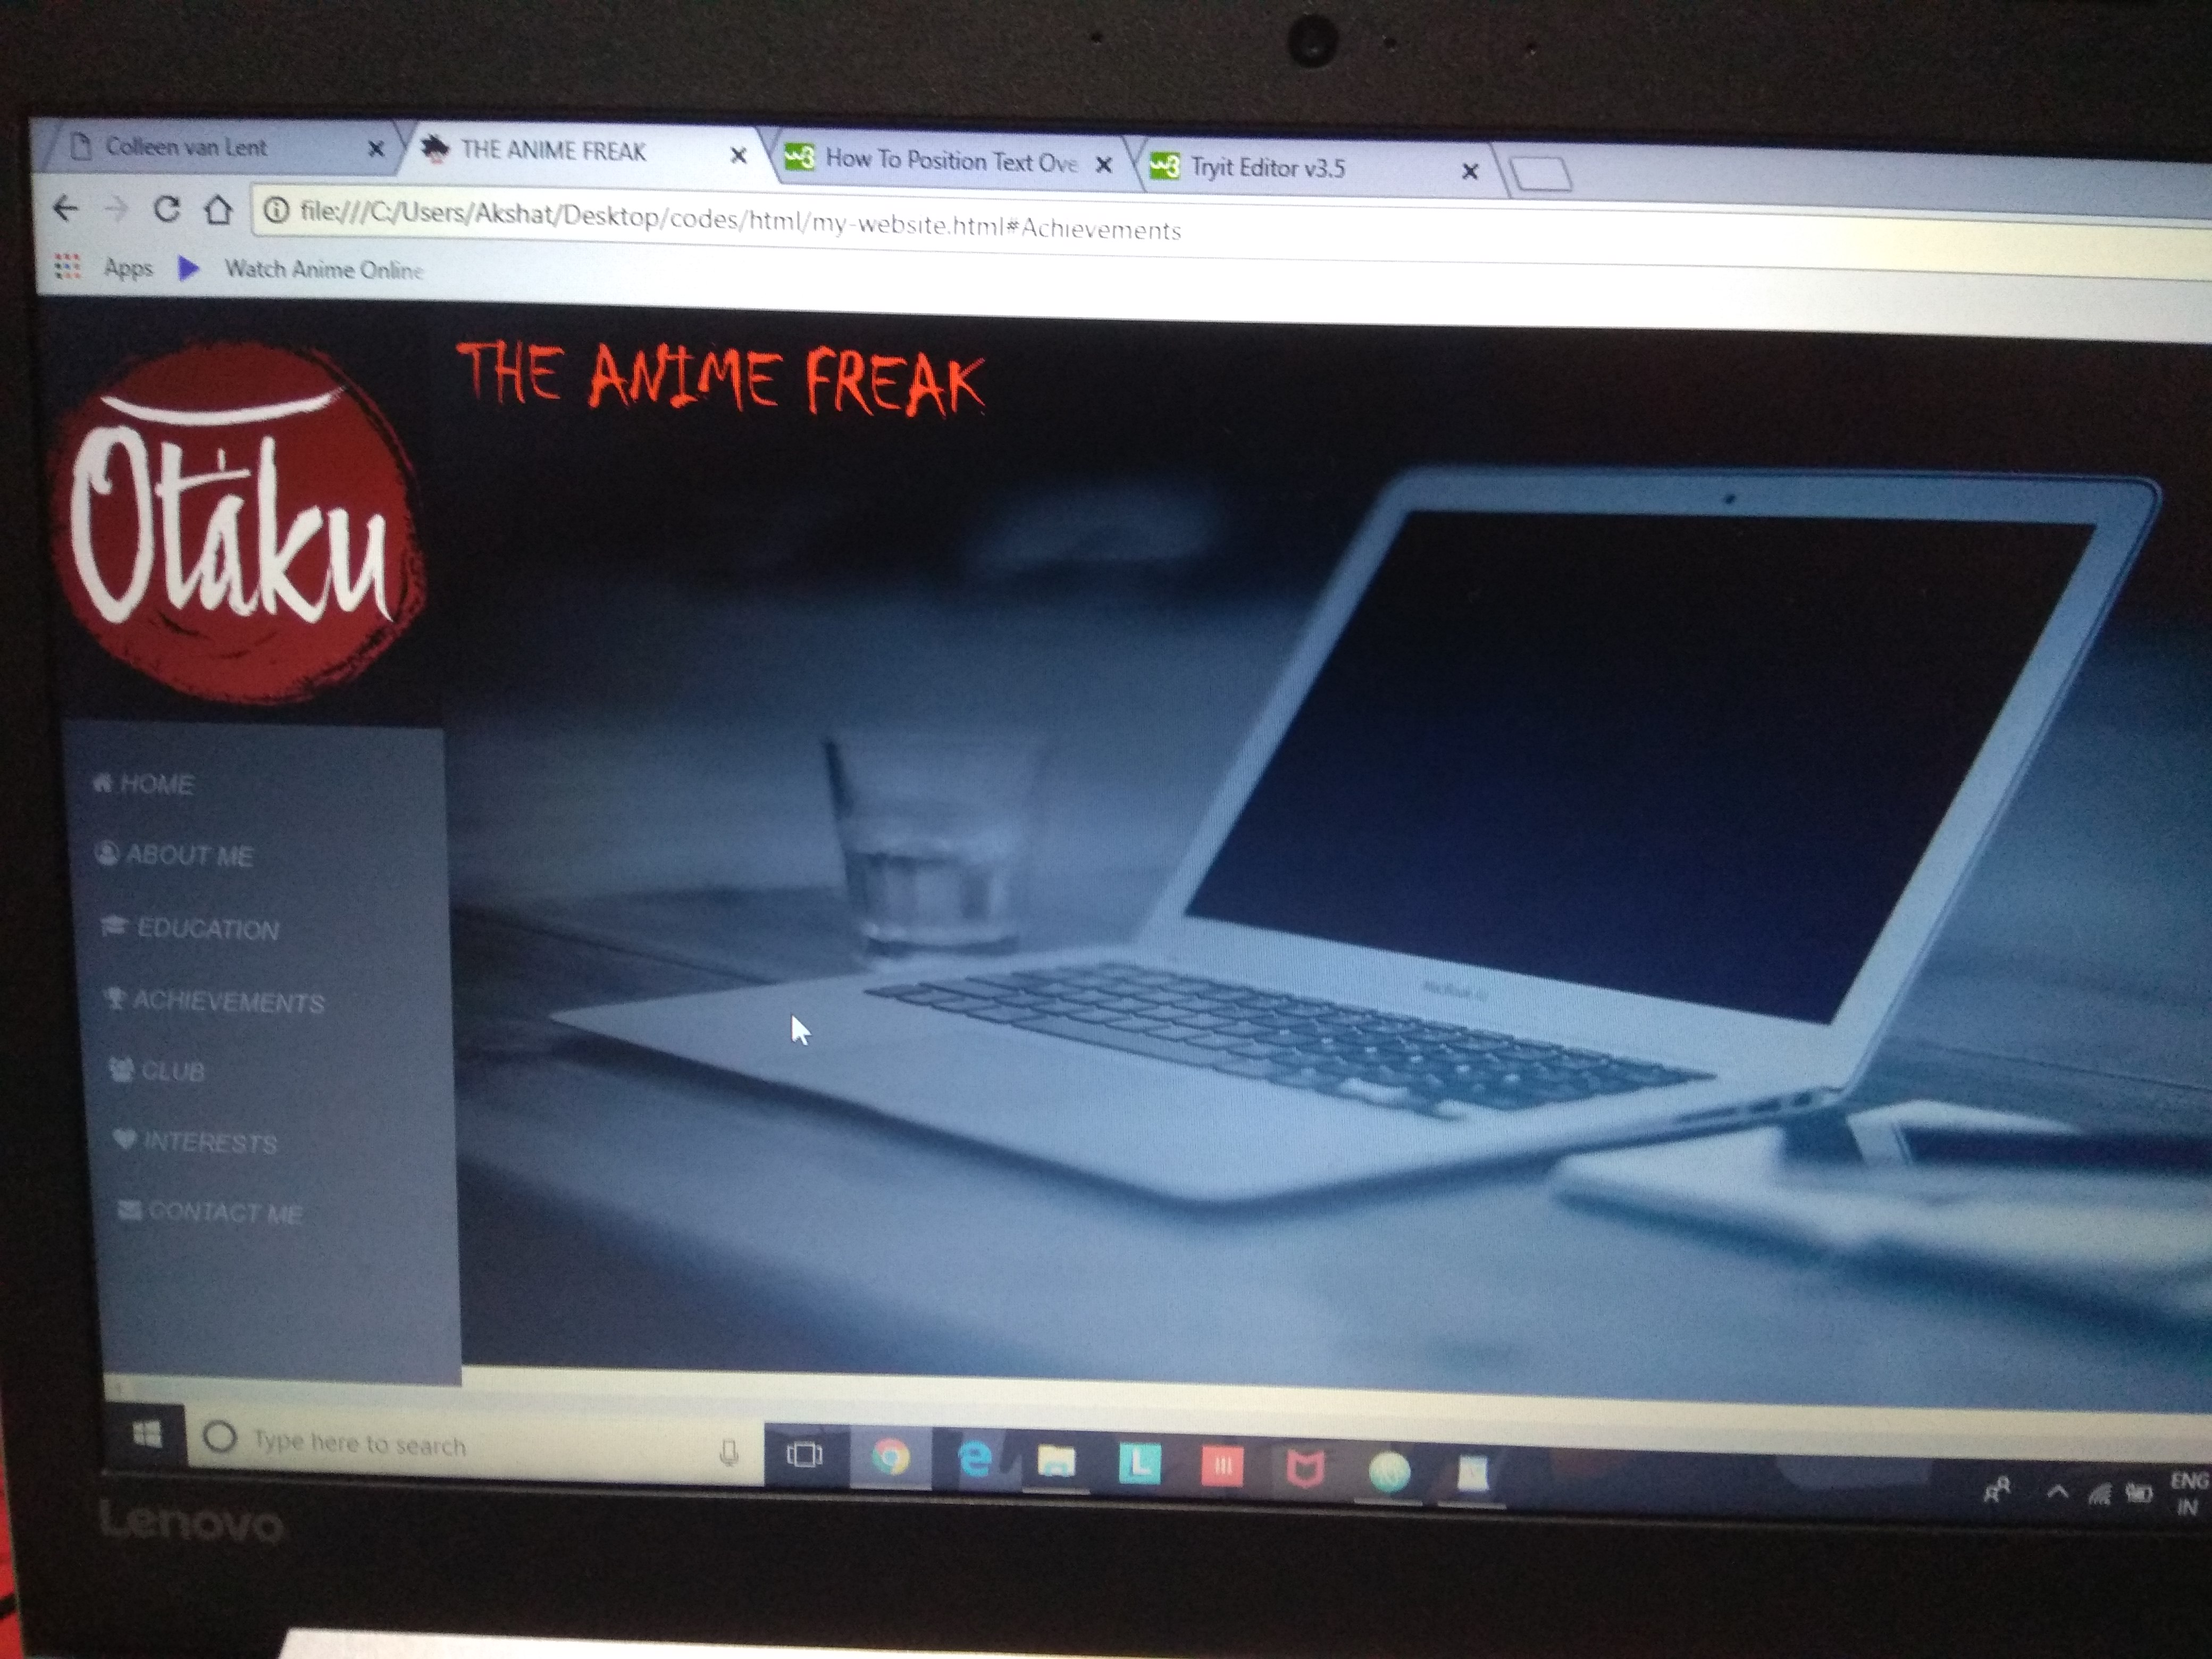 Colleen van Lent
THE ANIME FREAK
How To Position Text Ove
Tryit Editor v3.5
file:///C:/Users/Akshat/Desktop/codes/html/my-website.html#Achievements
Apps
Watch Anime Online
THE ANIME FREAK
Otaku
HOME
ABOUT ME
EDUCATION
ACHIEVEMENTS
CLUB
INTERESTS
CONTACT ME
Type here to search
L
ENG
IN
Lenovo